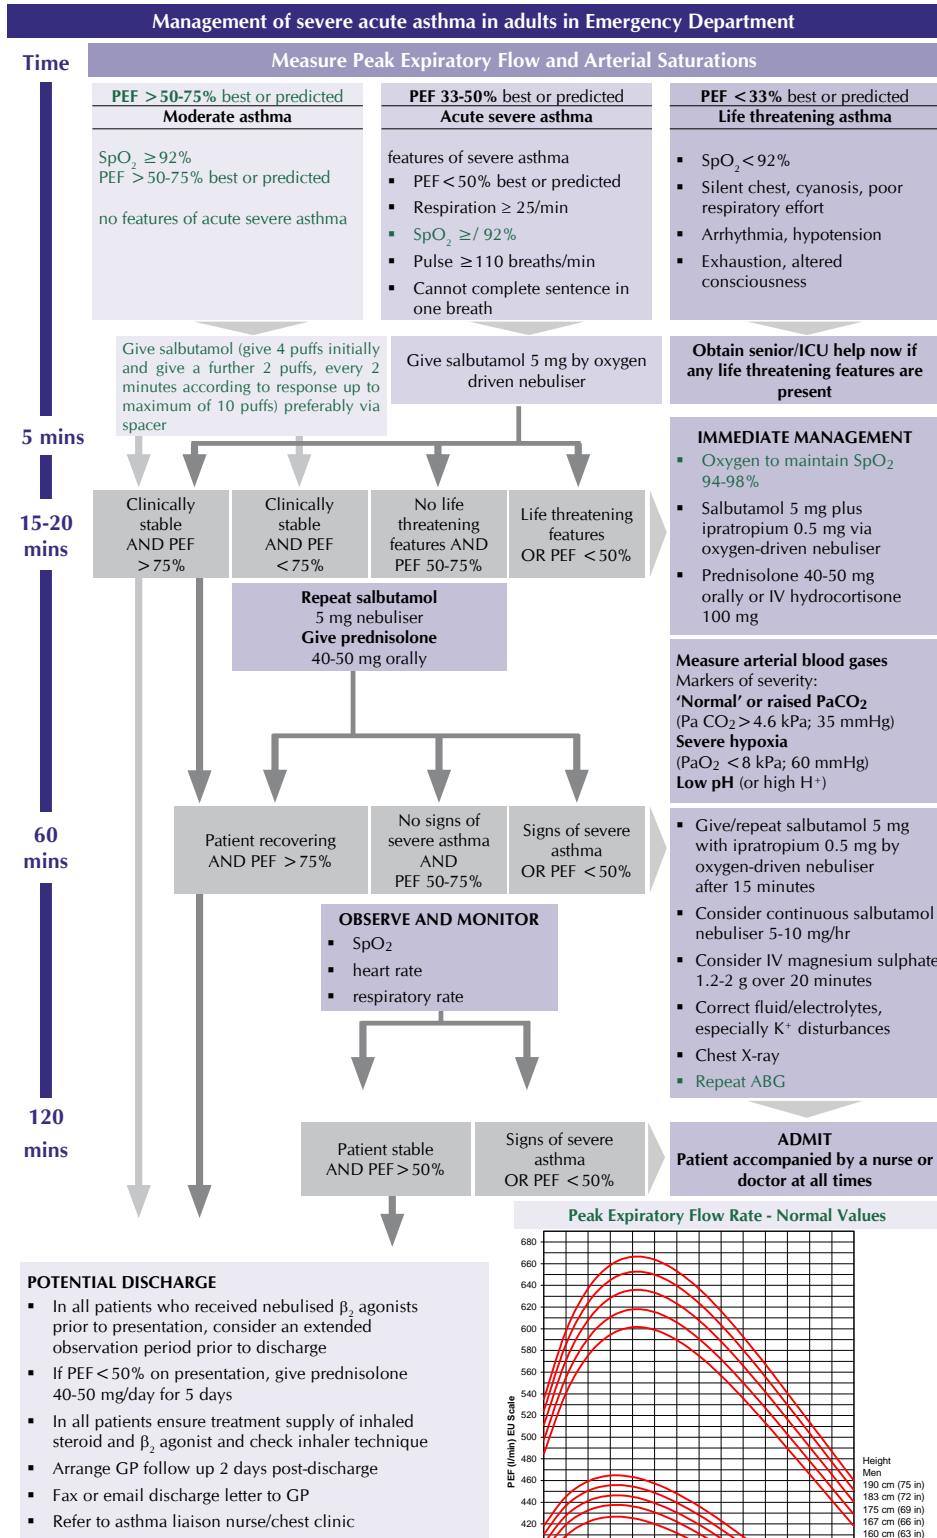 Management of severe acute asthma in adults in Emergency Department
Time
Measure Peak Expiratory Flow and Arterial Saturations
PEF >50-75% best or predicted
Moderate asthma
SpO₂ ≥92%
PEF >50-75% best or predicted
no features of acute severe asthma
PEF 33-50% best or predicted
Acute severe asthma
features of severe asthma
▪ PEF<50% best or predicted
▪ Respiration ≥ 25/min
▪ SpO₂ ≥/ 92%
▪ Pulse ≥110 breaths/min
▪ Cannot complete sentence in
one breath
PEF <33% best or predicted
Life threatening asthma
▪ SpO₂<92%
▪ Silent chest, cyanosis, poor
respiratory effort
▪ Arrhythmia, hypotension
▪ Exhaustion, altered
consciousness
Give salbutamol (give 4 puffs initially
and give a further 2 puffs, every 2
minutes according to response up to
maximum of 10 puffs) preferably via
spacer
Give salbutamol 5 mg by oxygen
driven nebuliser
Obtain senior/ICU help now if
any life threatening features are
present
5 mins
IMMEDIATE MANAGEMENT
▪ Oxygen to maintain SpO₂
94-98%
▪ Salbutamol 5 mg plus
ipratropium 0.5 mg via
oxygen-driven nebuliser
▪ Prednisolone 40-50 mg
orally or IV hydrocortisone
100 mg
15-20
mins
Clinically
stable
AND PEF
>75%
Clinically
stable
AND PEF
<75%
No life
threatening
features AND
PEF 50-75%
Life threatening
features
OR PEF <50%
Repeat salbutamol
5 mg nebuliser
Give prednisolone
40-50 mg orally
Measure arterial blood gases
Markers of severity:
‘Normal’ or raised PaCO₂
(Pa CO₂>4.6 kPa; 35 mmHg)
Severe hypoxia
(PaO₂ <8 kPa; 60 mmHg)
Low pH (or high H⁺)
60
mins
Patient recovering
AND PEF >75%
No signs of
severe asthma
AND
PEF 50-75%
Signs of severe
asthma
OR PEF <50%
▪ Give/repeat salbutamol 5 mg
with ipratropium 0.5 mg by
oxygen-driven nebuliser
after 15 minutes
▪ Consider continuous salbutamol
nebuliser 5-10 mg/hr
▪ Consider IV magnesium sulphate
1.2-2 g over 20 minutes
▪ Correct fluid/electrolytes,
especially K⁺ disturbances
▪ Chest X-ray
▪ Repeat ABG
OBSERVE AND MONITOR
▪ SpO₂
▪ heart rate
▪ respiratory rate
120
mins
Patient stable
AND PEF>50%
Signs of severe
asthma
OR PEF <50%
ADMIT
Patient accompanied by a nurse or
doctor at all times
POTENTIAL DISCHARGE
▪ In all patients who received nebulised β₂ agonists
prior to presentation, consider an extended
observation period prior to discharge
▪ If PEF<50% on presentation, give prednisolone
40-50 mg/day for 5 days
▪ In all patients ensure treatment supply of inhaled
steroid and β₂ agonist and check inhaler technique
▪ Arrange GP follow up 2 days post-discharge
▪ Fax or email discharge letter to GP
▪ Refer to asthma liaison nurse/chest clinic
Peak Expiratory Flow Rate - Normal Values
PEF (l/min) EU Scale
680
660
640
620
600
580
560
540
520
500
480
460
440
420
Height
Men
190 cm (75 in)
183 cm (72 in)
175 cm (69 in)
167 cm (66 in)
160 cm (63 in)